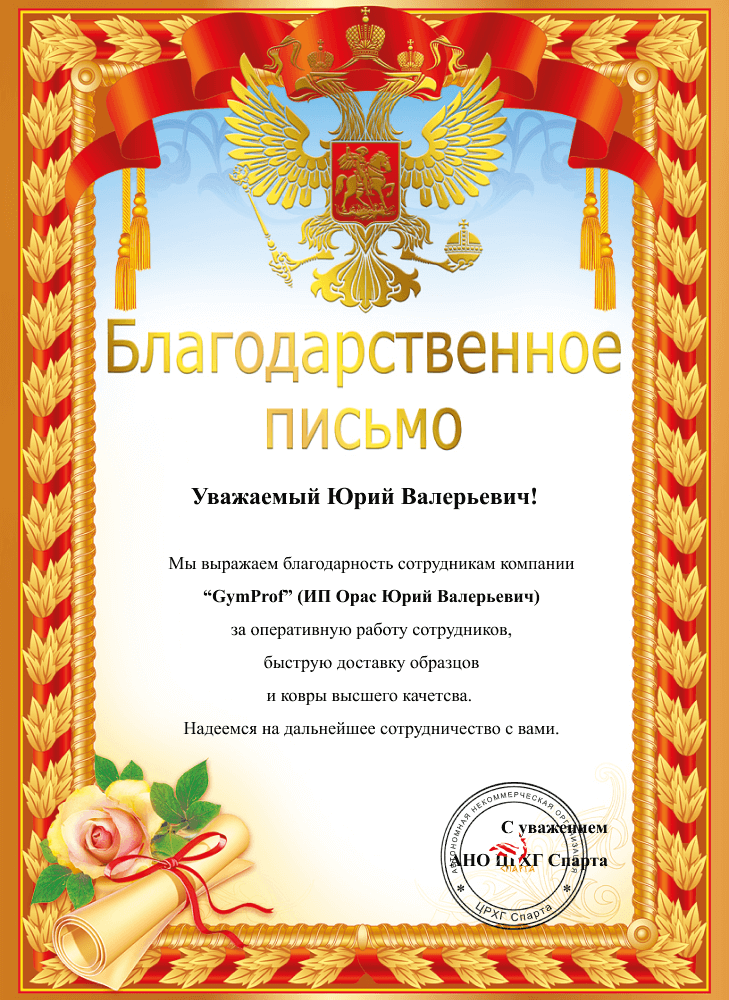 Благодарственное
письмо
Уважаемый Юрий Валерьевич!
Мы выражаем благодарность сотрудникам компании
“GymProf” (ИП Орас Юрий Валерьевич)
за оперативную работу сотрудников,
быструю доставку образцов
и ковры высшего качетсва.
Надеемся на дальнейшее сотрудничество с вами.
С уважением
АНО ЦРХГ Спарта
АВТОНОМНАЯ НЕКОММЕРЧЕСКАЯ ОРГАНИЗАЦИЯ
СПАРТА
ЦРХГ Спарта